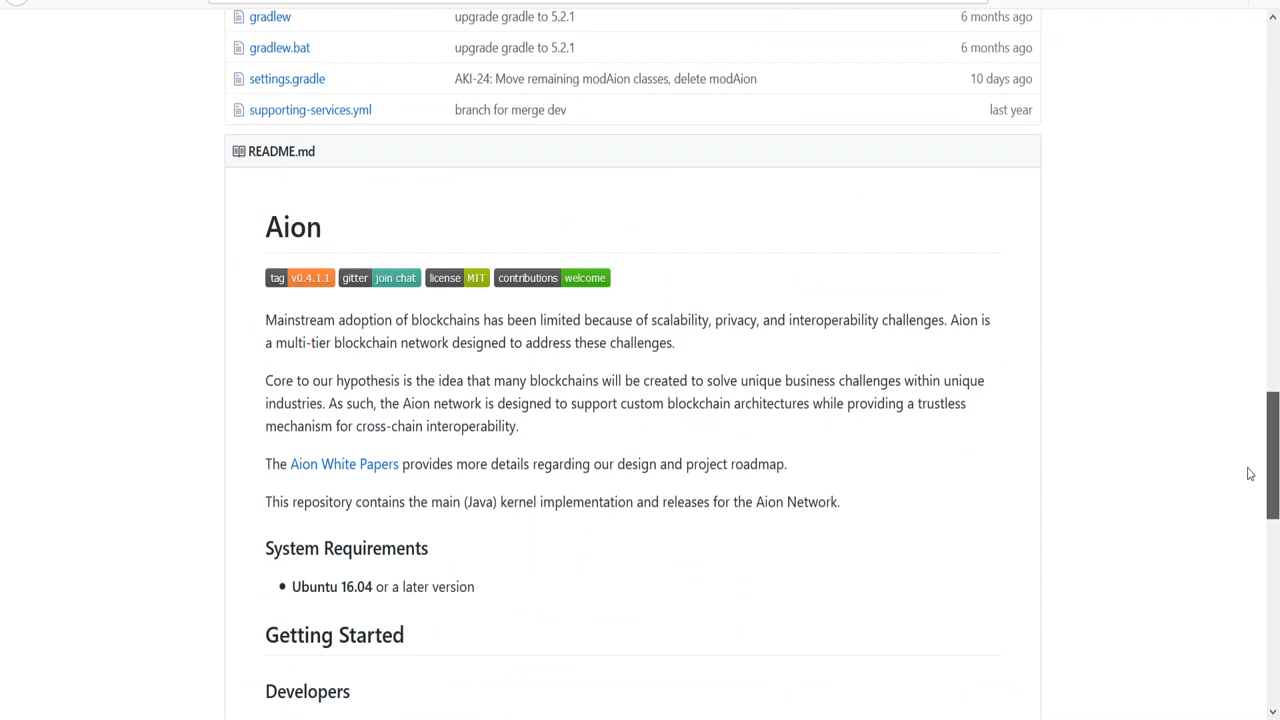 gradlew upgrade gradle to 5.2.1 6 months ago
gradlew.bat upgrade gradle to 5.2.1 6 months ago
settings.gradle AKI-24: Move remaining modAion classes, delete modAion 10 days ago
supporting-services.yml branch for merge dev last year
README.md
Aion
tag v0.4.1.1 gitter join chat license MIT contributions welcome
Mainstream adoption of blockchains has been limited because of scalability, privacy, and interoperability challenges. Aion is
a multi-tier blockchain network designed to address these challenges.
Core to our hypothesis is the idea that many blockchains will be created to solve unique business challenges within unique
industries. As such, the Aion network is designed to support custom blockchain architectures while providing a trustless
mechanism for cross-chain interoperability.
The Aion White Papers provides more details regarding our design and project roadmap.
This repository contains the main (Java) kernel implementation and releases for the Aion Network.
System Requirements
• Ubuntu 16.04 or a later version
Getting Started
Developers